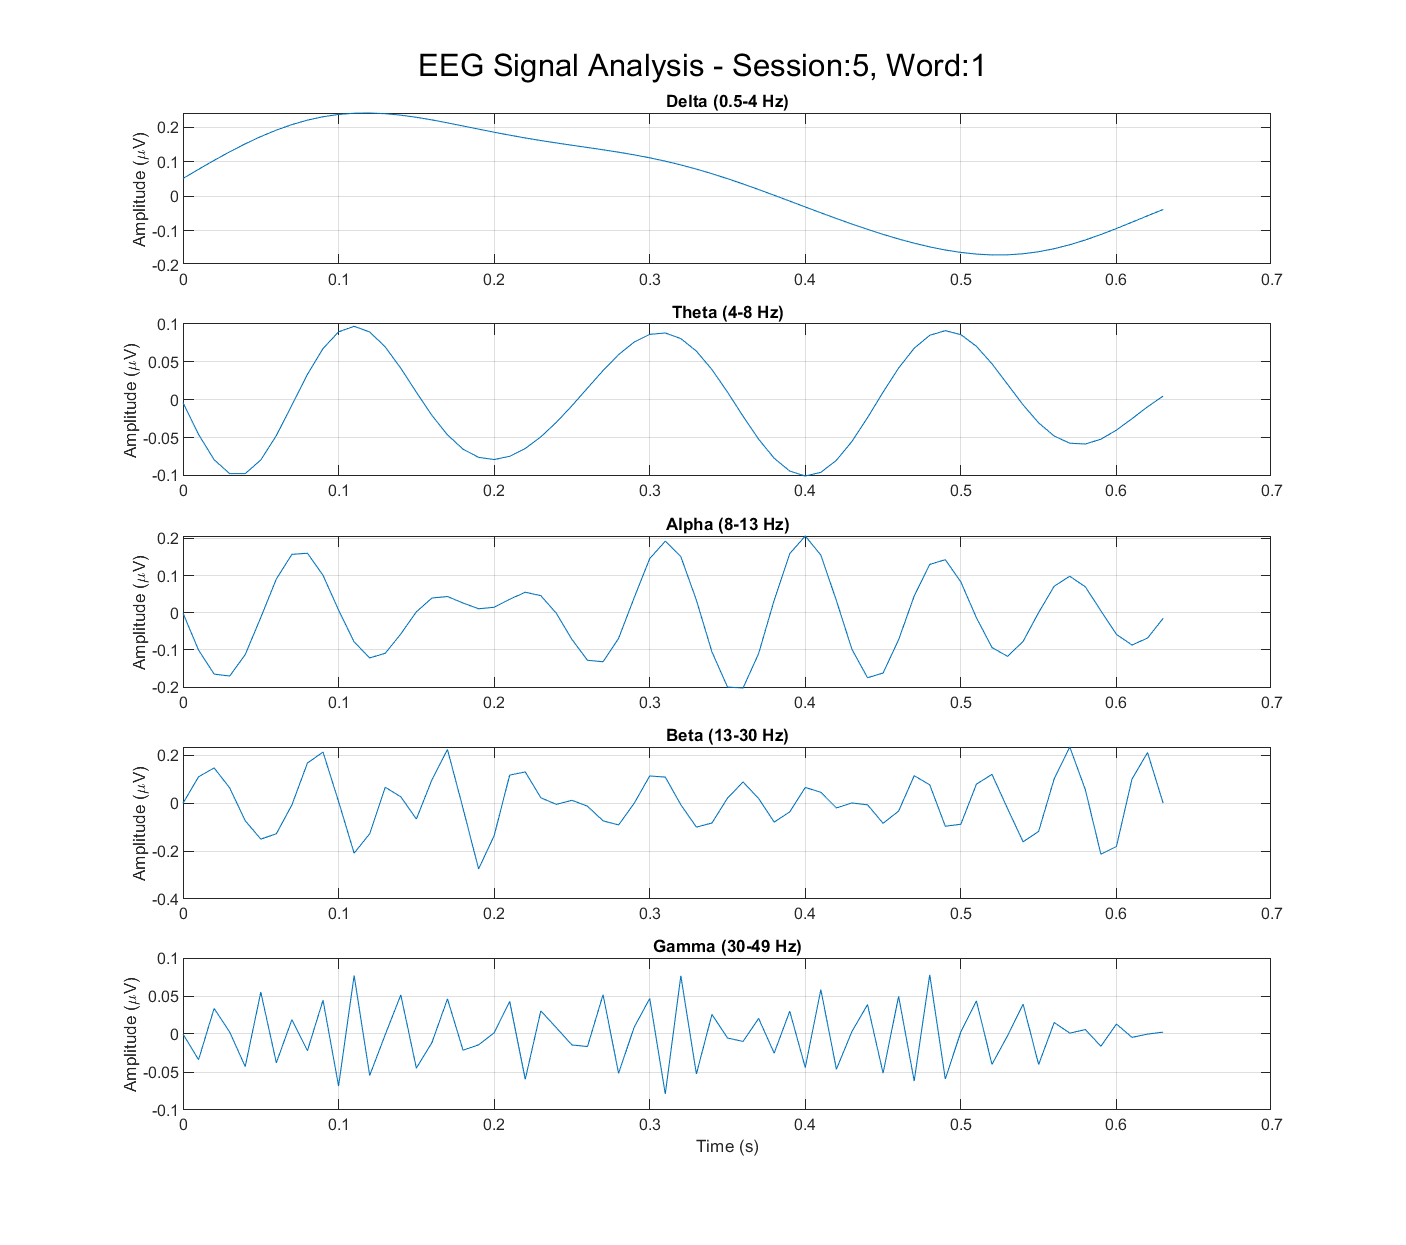 EEG Signal Analysis - Session:5, Word:1
Delta (0.5-4 Hz)
Amplitude (μV)
0.2
0.1
0
-0.1
-0.2
0 0.1 0.2 0.3 0.4 0.5 0.6 0.7
Theta (4-8 Hz)
Amplitude (μV)
0.1
0.05
0
-0.05
-0.1
0 0.1 0.2 0.3 0.4 0.5 0.6 0.7
Alpha (8-13 Hz)
Amplitude (μV)
0.2
0.1
0
-0.1
-0.2
0 0.1 0.2 0.3 0.4 0.5 0.6 0.7
Beta (13-30 Hz)
Amplitude (μV)
0.2
0
-0.2
-0.4
0 0.1 0.2 0.3 0.4 0.5 0.6 0.7
Gamma (30-49 Hz)
Amplitude (μV)
0.1
0.05
0
-0.05
-0.1
0 0.1 0.2 0.3 0.4 0.5 0.6 0.7
Time (s)